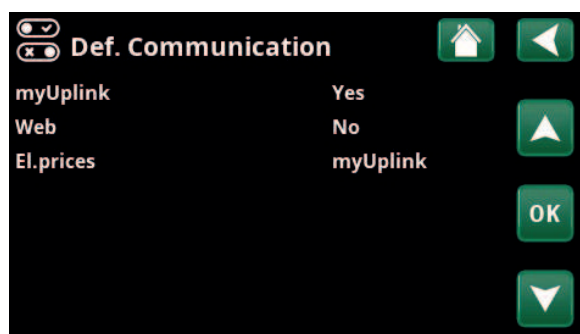 Def. Communication
myUplink Yes
Web No
El.prices myUplink
OK